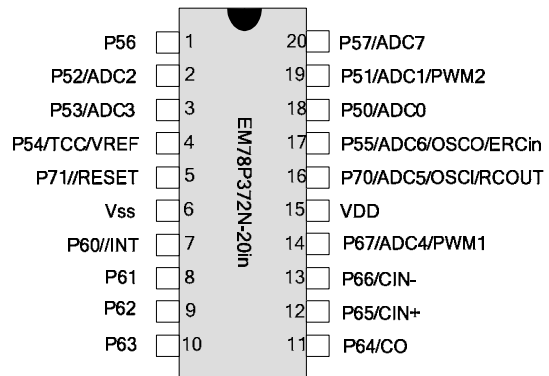 P56 1 20 P57/ADC7
P52/ADC2 2 19 P51/ADC1/PWM2
P53/ADC3 3 18 P50/ADC0
P54/TCC/VREF 4 17 P55/ADC6/OSCO/ERCin
P71//RESET 5 16 P70/ADC5/OSCI/RCOUT
Vss 6 15 VDD
P60//INT 7 14 P67/ADC4/PWM1
P61 8 13 P66/CIN-
P62 9 12 P65/CIN+
P63 10 11 P64/CO
EM78P372N-20in